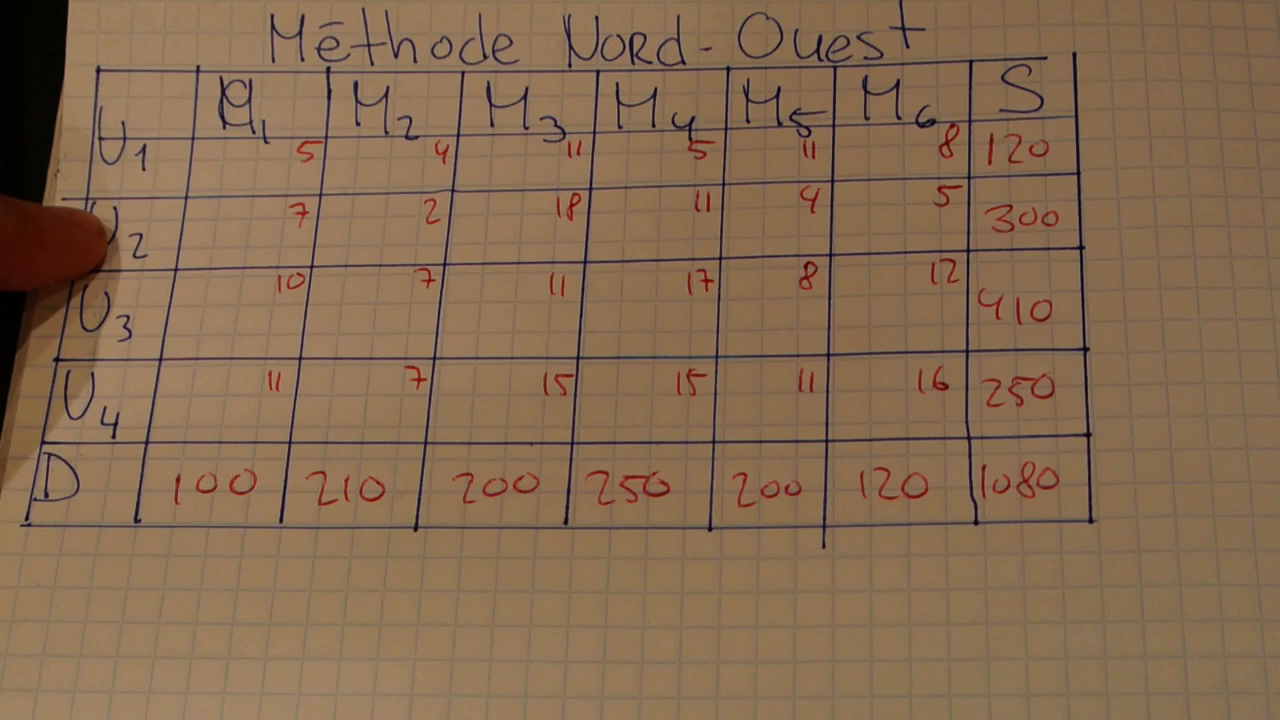 Méthode Nord-Ouest
M1 M2 M3 M4 M5 M6 S
U1 5 4 11 5 11 8 120
U2 7 2 18 11 4 5 300
U3 10 7 11 17 8 12 410
U4 11 7 15 15 11 16 250
D 100 210 200 250 200 120 1080